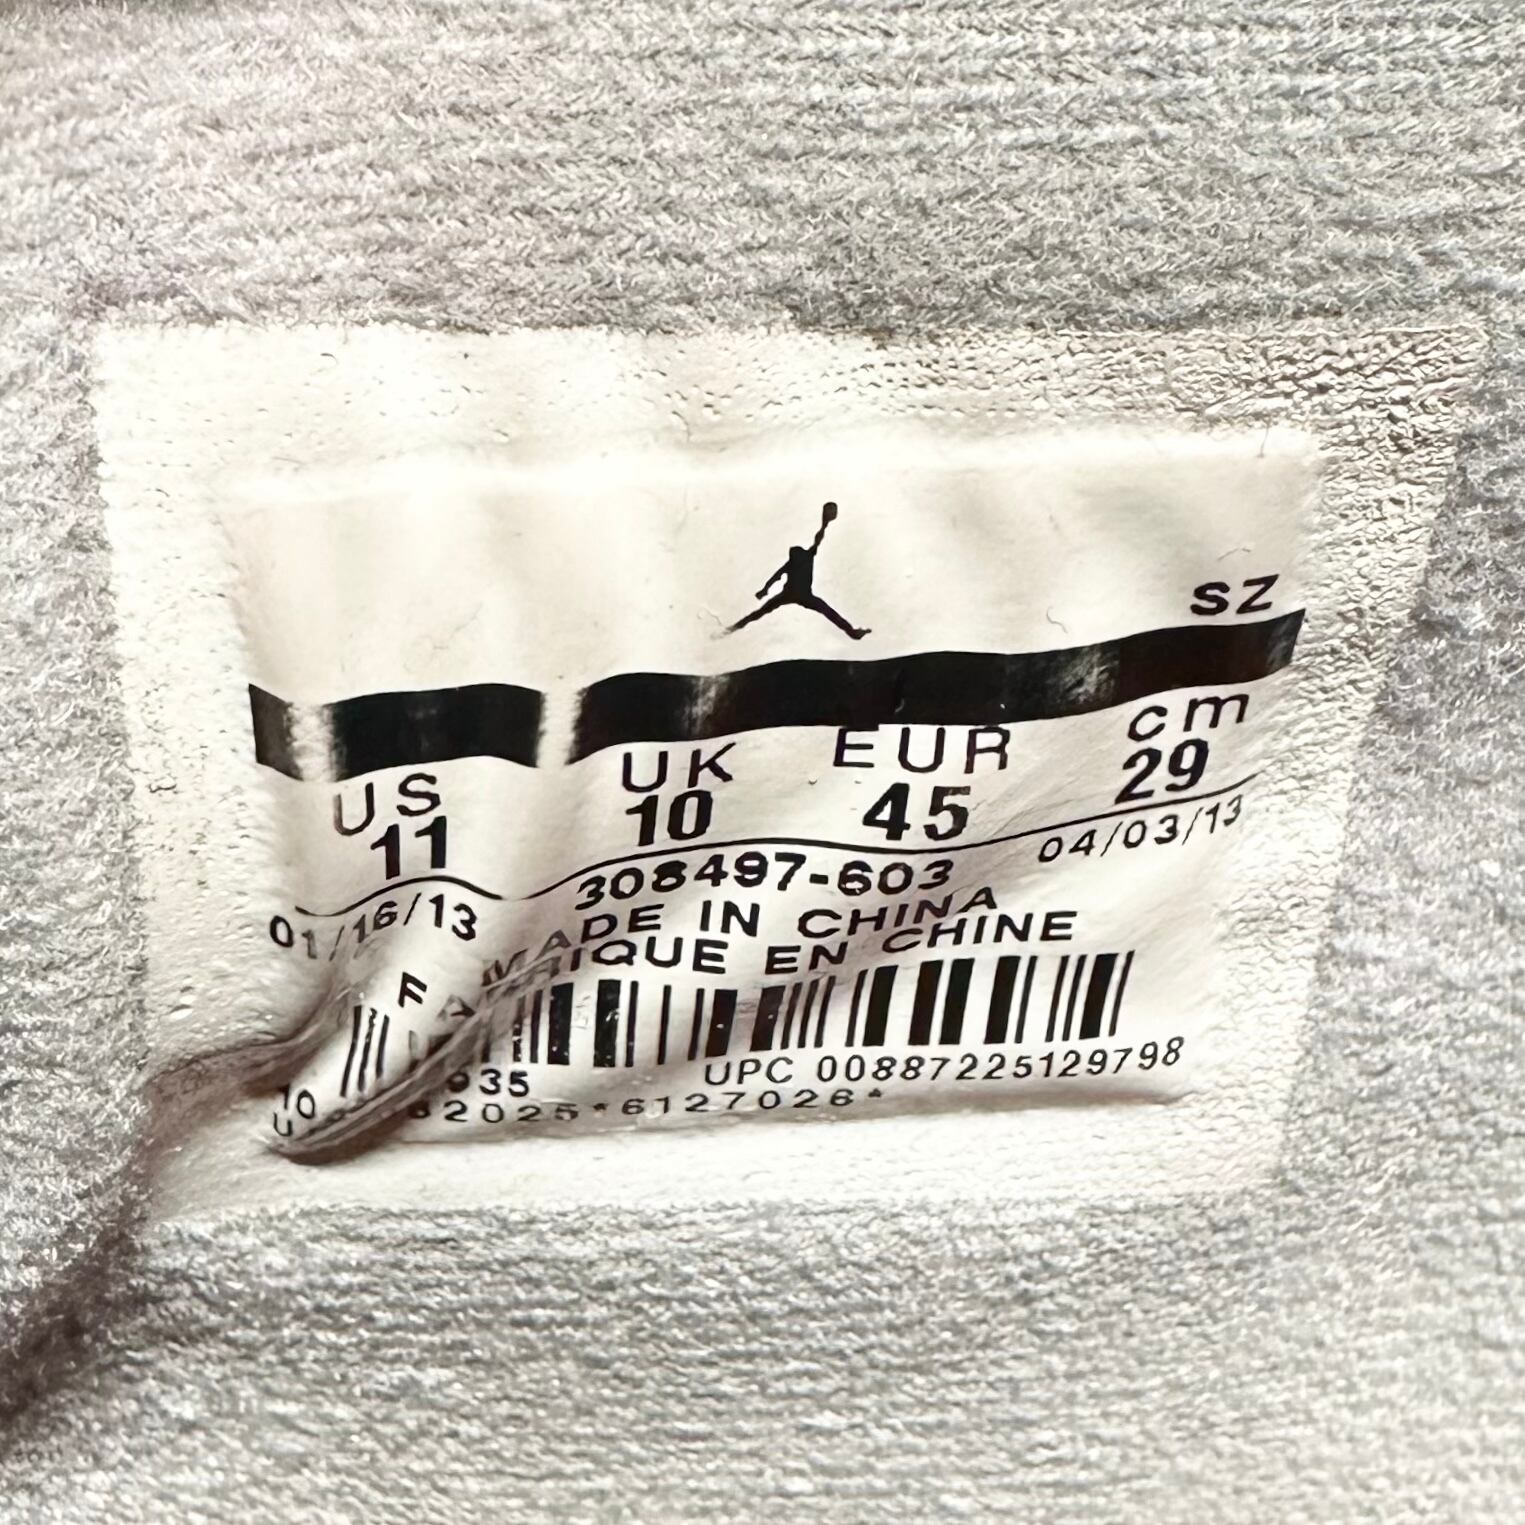 SZ
US UK EUR cm
11 10 45 29
01/16/13 04/03/13
308497-603
MADE IN CHINA
FABRIQUE EN CHINE
UPC 00887225129798